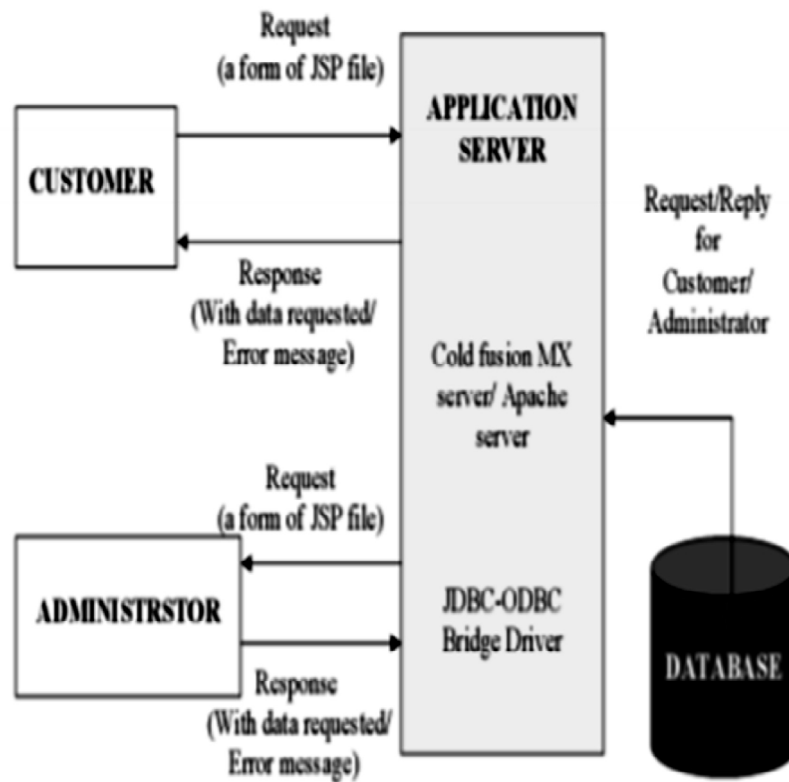 Request
(a form of JSP file)
CUSTOMER
Response
(With data requested/
Error message)
APPLICATION
SERVER
Cold fusion MX
server/ Apache
server
JDBC-ODBC
Bridge Driver
Request/Reply
for
Customer/
Administrator
Request
(a form of JSP file)
ADMINISTRSTOR
Response
(With data requested/
Error message)
DATABASE